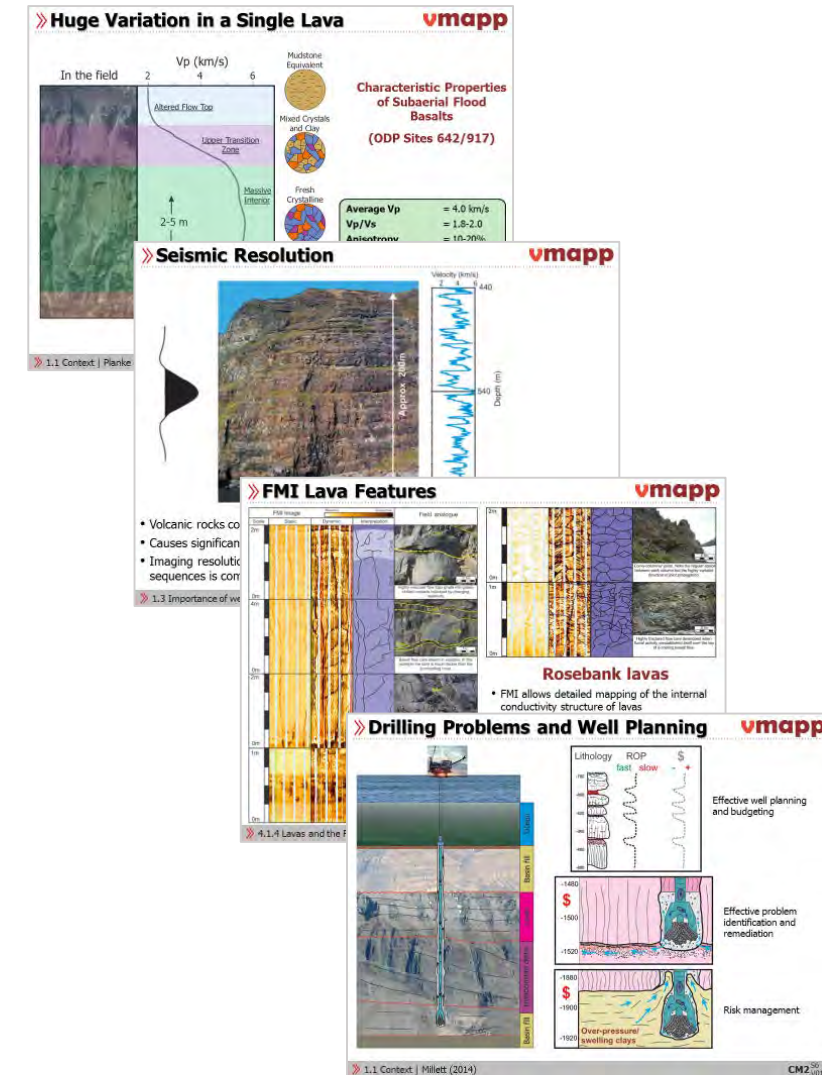 Huge Variation in a Single Lava
vmapp
In the field
Vp (km/s)
2 4 6
Altered Flow Top
Upper Transition
Zone
Massive
Interior
2-5 m
Mudstone
Equivalent
Mixed Crystals
and Clay
Fresh
Crystalline
Characteristic Properties
of Subaerial Flood
Basalts
(ODP Sites 642/917)
Average Vp = 4.0 km/s
Vp/Vs = 1.8-2.0
Anisotropy = 10-20%
1.1 Context | Planke
Seismic Resolution
vmapp
Approx 200m
Velocity (km/s)
2 4 6
440
540
Depth (m)
• Volcanic rocks co
• Causes significan
• Imaging resolutio
sequences is com
1.3 Importance of we
FMI Lava Features
vmapp
FMI Image
Field analogue
Scale Static Dynamic Interpretation
2m
0m
4m
0m
2m
0m
1m
0m
2m
0m
1m
0m
Rosebank lavas
• FMI allows detailed mapping of the internal
conductivity structure of lavas
4.1.4 Lavas and the F
Drilling Problems and Well Planning
vmapp
Basin fill
Basin fill
Lithology ROP $
fast slow - +
Effective well planning
and budgeting
-1480
$
-1500
-1520
Effective problem
identification and
remediation
-1880
$
-1900
-1920
Over-pressure/
swelling clays
Risk management
1.1 Context | Millett (2014)
CM2